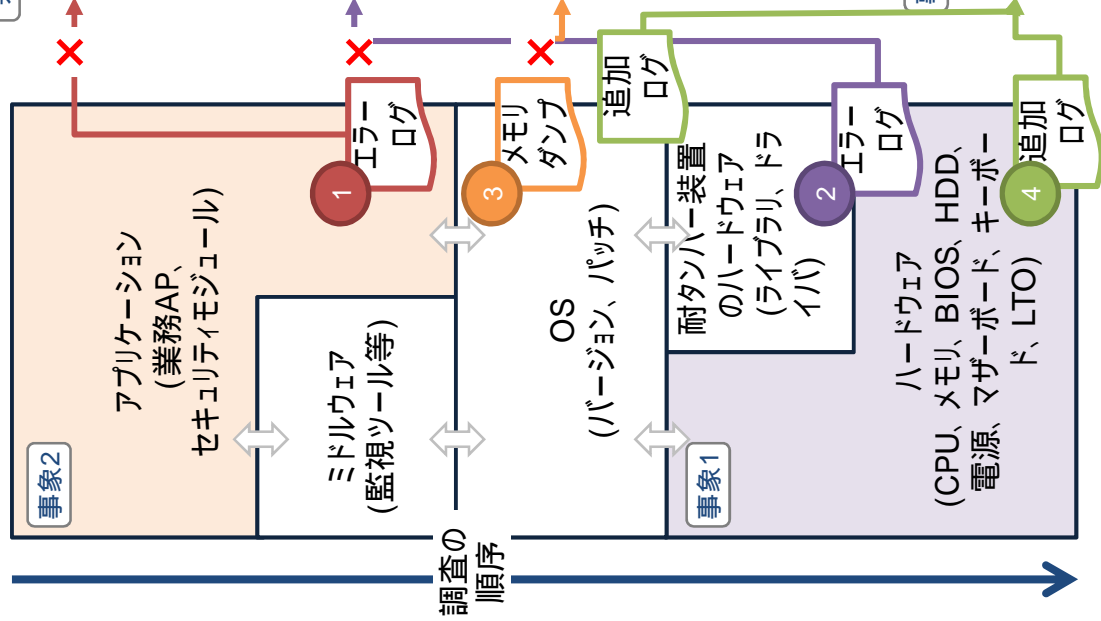 事象2
アプリケーション
(業務AP、
セキュリティモジュール)
1
エラー
ログ
ミドルウェア
(監視ツール等)
3
メモリ
ダンプ
調査の
順序
OS
(バージョン、パッチ)
追加
ログ
事象1
耐タンパー装置
のハードウェア
(ライブラリ、ドラ
イバ)
2
エラー
ログ
ハードウェア
(CPU、メモリ、BIOS、HDD、
電源、マザーボード、キーボー
ド、LTO)
4
追加
ログ